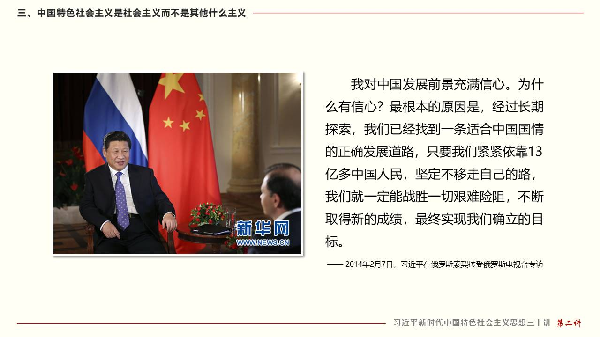 三、中国特色社会主义是社会主义而不是其他什么主义
我对中国发展前景充满信心。为什
么有信心？最根本的原因是，经过长期
探索，我们已经找到一条适合中国国情
的正确发展道路，只要我们紧紧依靠13
亿多中国人民，坚定不移走自己的路，
我们就一定能战胜一切艰难险阻，不断
取得新的成绩，最终实现我们确立的目
标。
——2014年2月7日，习近平在俄罗斯索契接受俄罗斯电视台专访
新华网
WWW.NEWS.CN
习近平新时代中国特色社会主义思想三十讲 第二讲